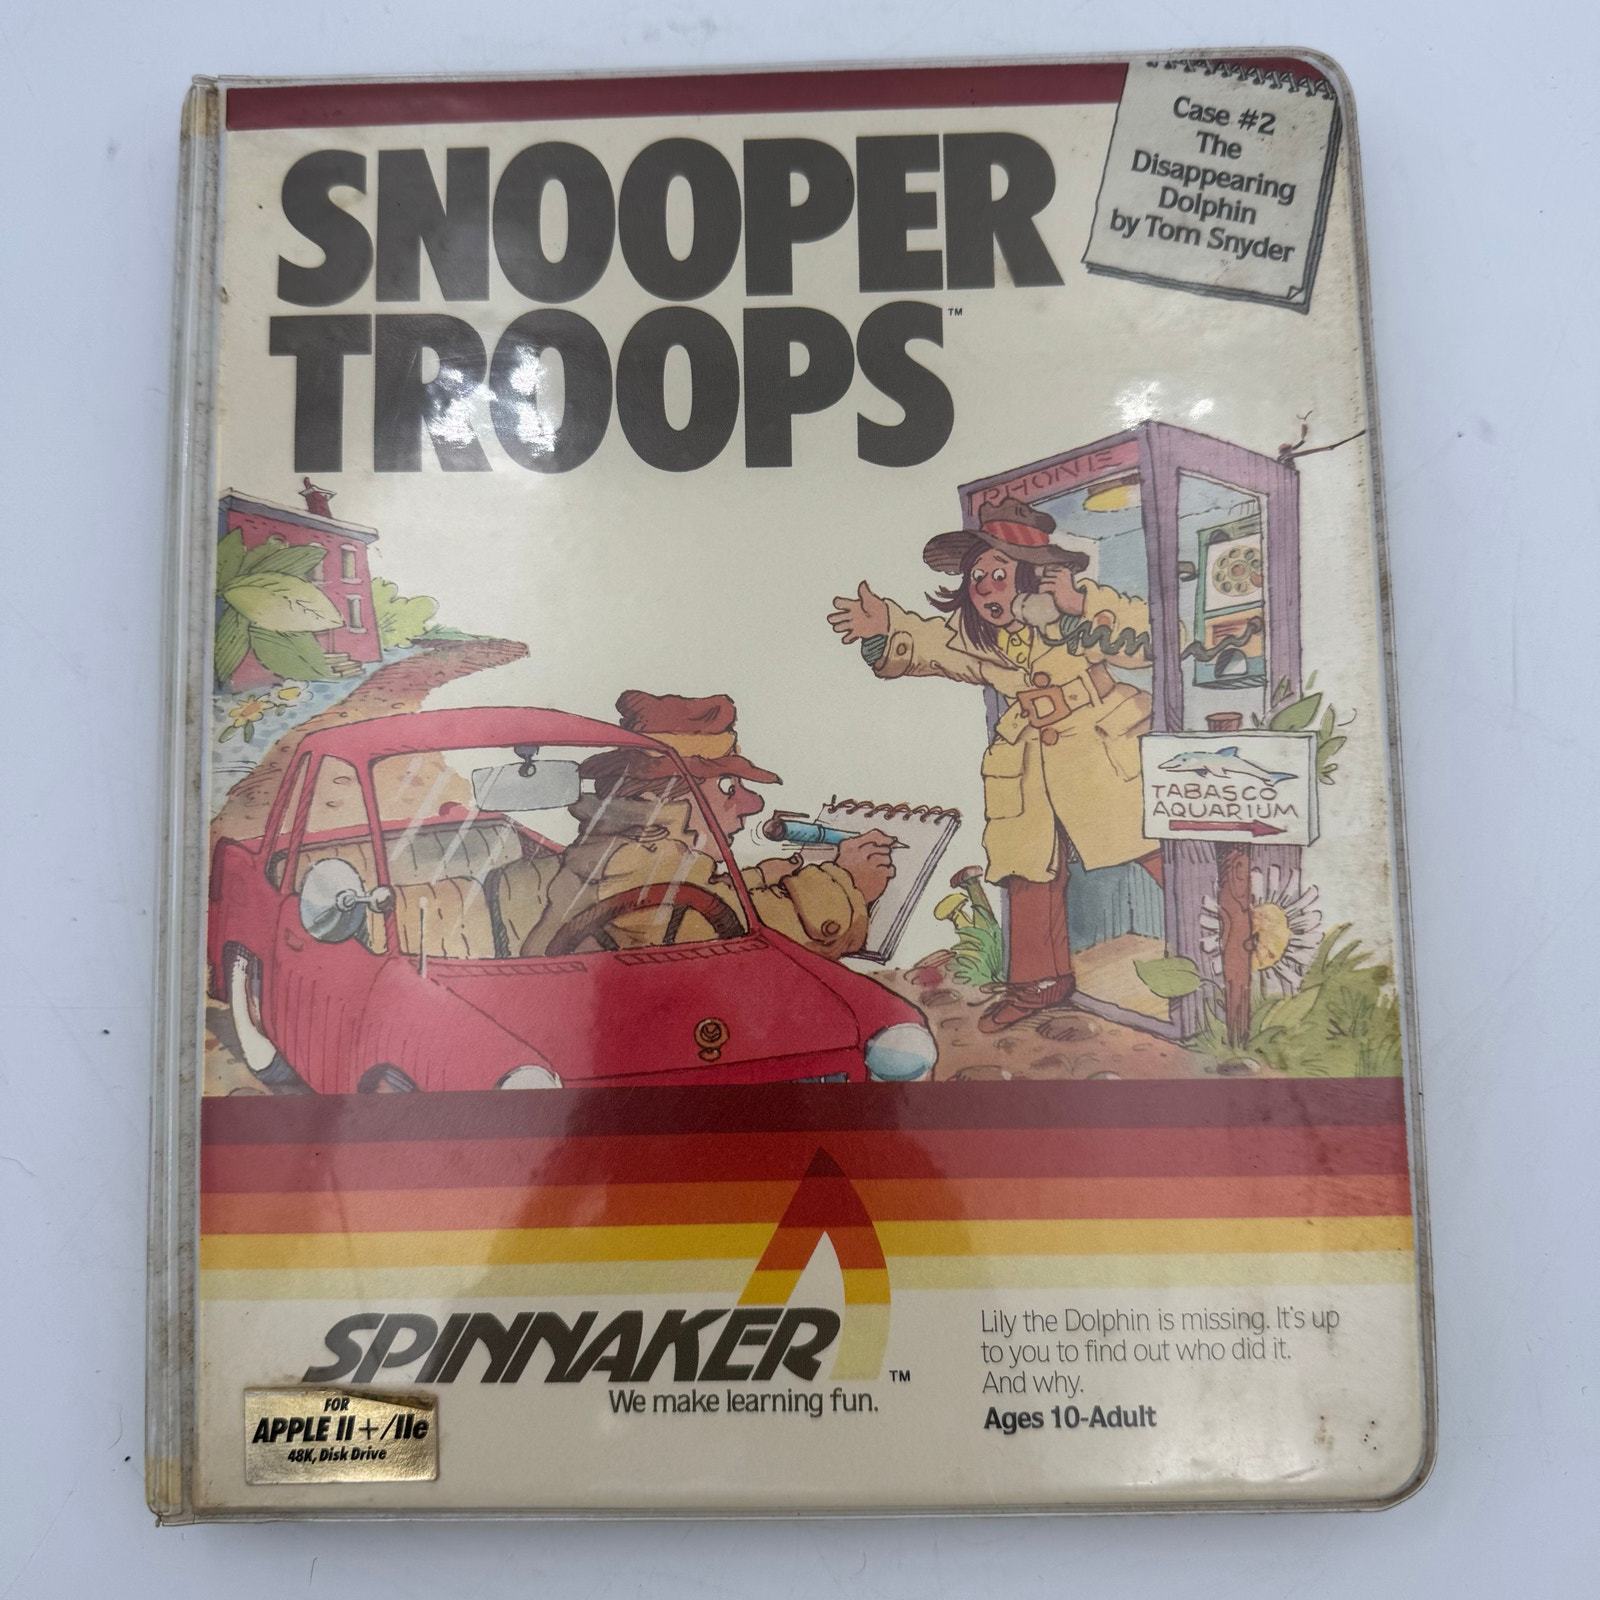 SNOOPER
TROOPS™
Case #2
The
Disappearing
Dolphin
by Tom Snyder
PHONE
TABASCO
AQUARIUM
SPINNAKER™
We make learning fun.
Lily the Dolphin is missing. It's up
to you to find out who did it.
And why.
Ages 10-Adult
FOR
APPLE II+/IIe
48K, Disk Drive